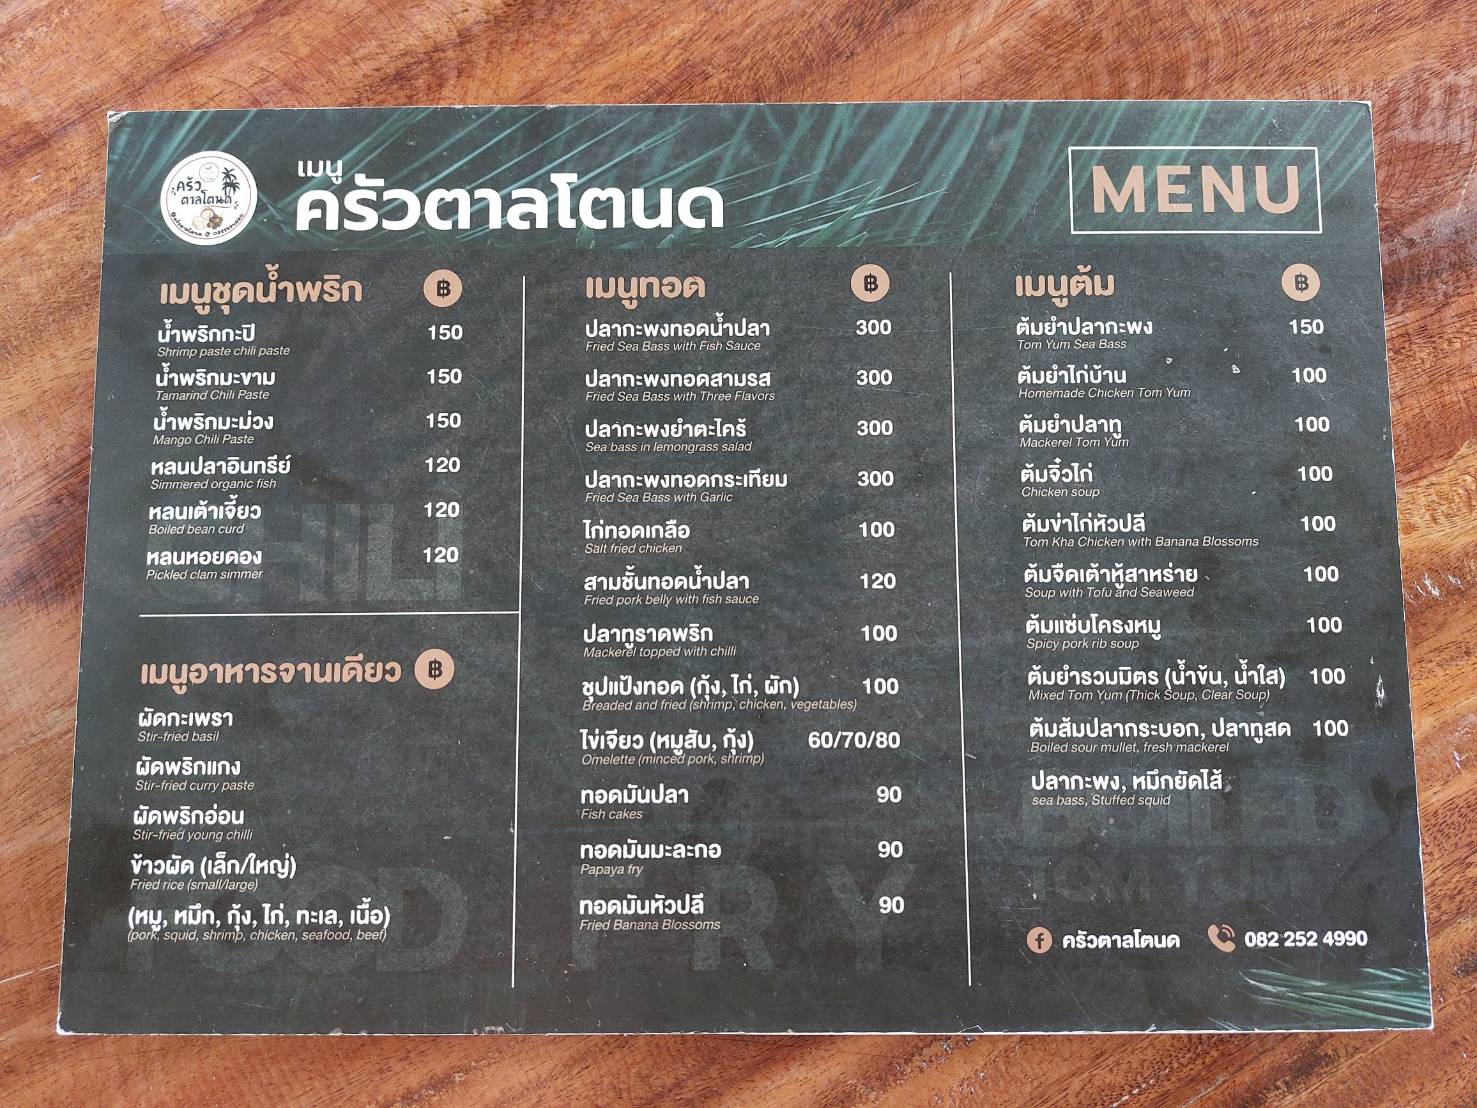 ครัว
ตาลโตนด
เมนู
ครัวตาลโตนด
MENU
เมนูชุดน้ำพริก ฿
น้ำพริกกะปิ 150
Shrimp paste chili paste
น้ำพริกมะขาม 150
Tamarind Chili Paste
น้ำพริกมะม่วง 150
Mango Chili Paste
หลนปลาอินทรีย์ 120
Simmered organic fish
หลนเต้าเจี้ยว 120
Boiled bean curd
หลนหอยดอง 120
Pickled clam simmer
CHILI
เมนูอาหารจานเดียว ฿
ผัดกะเพรา
Stir-fried basil
ผัดพริกแกง
Stir-fried curry paste
ผัดพริกอ่อน
Stir-fried young chilli
ข้าวผัด (เล็ก/ใหญ่)
Fried rice (small/large)
(หมู, หมึก, กุ้ง, ไก่, ทะเล, เนื้อ)
(pork, squid, shrimp, chicken, seafood, beef)
FOOD
เมนูทอด ฿
ปลากะพงทอดน้ำปลา 300
Fried Sea Bass with Fish Sauce
ปลากะพงทอดสามรส 300
Fried Sea Bass with Three Flavors
ปลากะพงยำตะไคร้ 300
Sea bass in lemongrass salad
ปลากะพงทอดกระเทียม 300
Fried Sea Bass with Garlic
ไก่ทอดเกลือ 100
Salt fried chicken
สามชั้นทอดน้ำปลา 120
Fried pork belly with fish sauce
ปลาทูราดพริก 100
Mackerel topped with chilli
ชุปแป้งทอด (กุ้ง, ไก่, ผัก) 100
Breaded and fried (shrimp, chicken, vegetables)
ไข่เจียว (หมูสับ, กุ้ง) 60/70/80
Omelette (minced pork, shrimp)
ทอดมันปลา 90
Fish cakes
ทอดมันมะละกอ 90
Papaya fry
ทอดมันหัวปลี 90
Fried Banana Blossoms
FRY
เมนูต้ม ฿
ต้มยำปลากะพง 150
Tom Yum Sea Bass
ต้มยำไก่บ้าน 100
Homemade Chicken Tom Yum
ต้มยำปลาทู 100
Mackerel Tom Yum
ต้มจิ๋วไก่ 100
Chicken soup
ต้มข่าไก่หัวปลี 100
Tom Kha Chicken with Banana Blossoms
ต้มจืดเต้าหู้สาหร่าย 100
Soup with Tofu and Seaweed
ต้มแซ่บโครงหมู 100
Spicy pork rib soup
ต้มยำรวมมิตร (น้ำข้น, น้ำใส) 100
Mixed Tom Yum (Thick Soup, Clear Soup)
ต้มส้มปลากระบอก, ปลาทูสด 100
Boiled sour mullet, fresh mackerel
ปลากะพง, หมึกยัดไส้
sea bass, Stuffed squid
BOILED
TOM YUM
ครัวตาลโตนด 082 252 4990